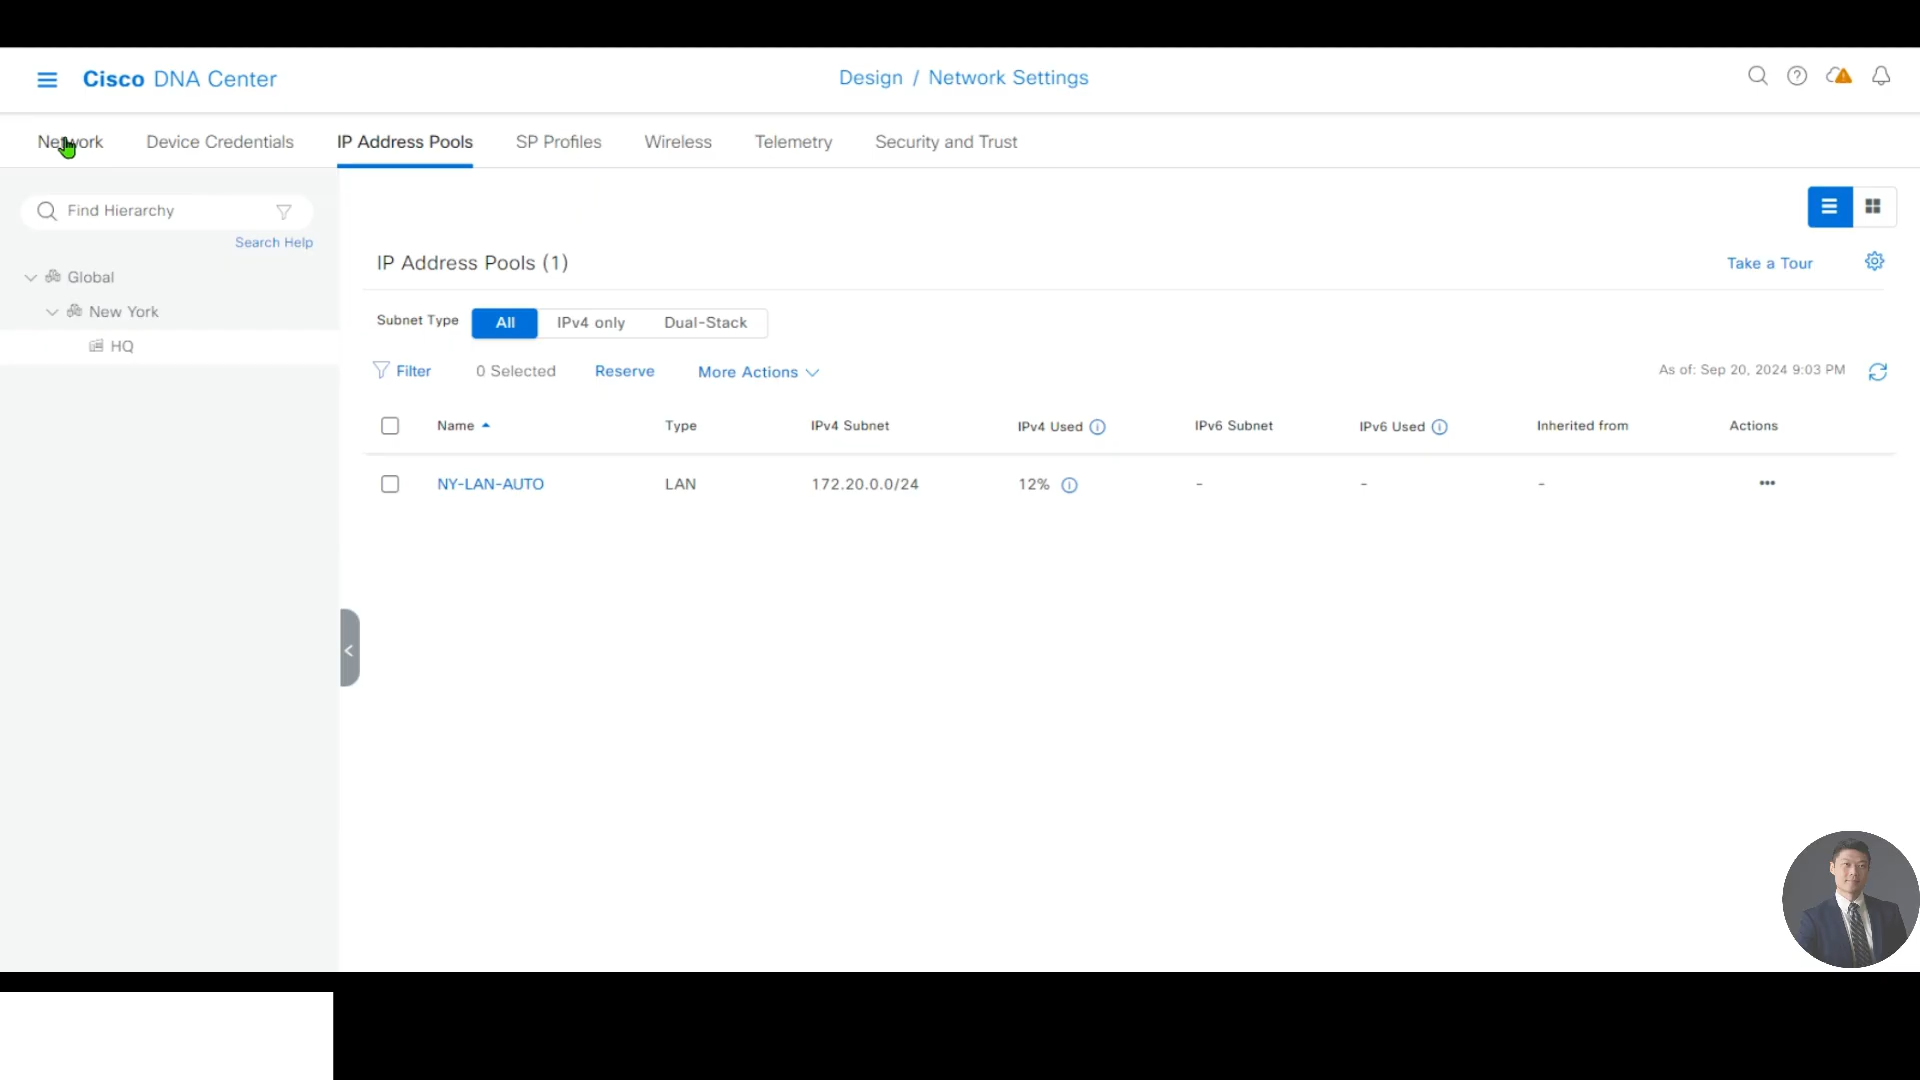 Cisco DNA Center
Design / Network Settings
Network
Device Credentials
IP Address Pools
SP Profiles
Wireless
Telemetry
Security and Trust
Find Hierarchy
Search Help
Global
New York
HQ
IP Address Pools (1)
Take a Tour
Subnet Type
All
IPv4 only
Dual-Stack
Filter
0 Selected
Reserve
More Actions
As of: Sep 20, 2024 9:03 PM
Name
Type
IPv4 Subnet
IPv4 Used
IPv6 Subnet
IPv6 Used
Inherited from
Actions
NY-LAN-AUTO
LAN
172.20.0.0/24
12%
-
-
-